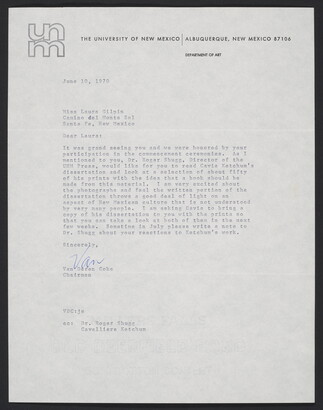 unm
THE UNIVERSITY OF NEW MEXICO | ALBUQUERQUE, NEW MEXICO 87106
DEPARTMENT OF ART
June 10, 1970
Miss Laura Gilpin
Camino del Monte Sol
Santa Fe, New Mexico
Dear Laura:
It was grand seeing you and we were honored by your
participation in the commencement ceremonies. As I
mentioned to you, Dr. Roger Shugg, Director of the
UNM Press, would like for you to read Cavin Ketchum's
dissertation and look at a selection of about fifty
of his prints with the idea that a book should be
made from this material. I am very excited about
the photographs and feel the written portion of the
dissertation shows a good deal of light on an
aspect of New Mexican culture that is not understood
by very many people. I am asking to bring a
copy of his dissertation to you with the prints so
that you can take a look at both of them in the next
few weeks. Sometime in July please write a note to
Dr. Shugg about your reactions to Ketchum's work.
Sincerely,
Van
Van Deren Coke
Chairman
VDC:jm
cc: Dr. Roger Shugg
Cavalliere Ketchum